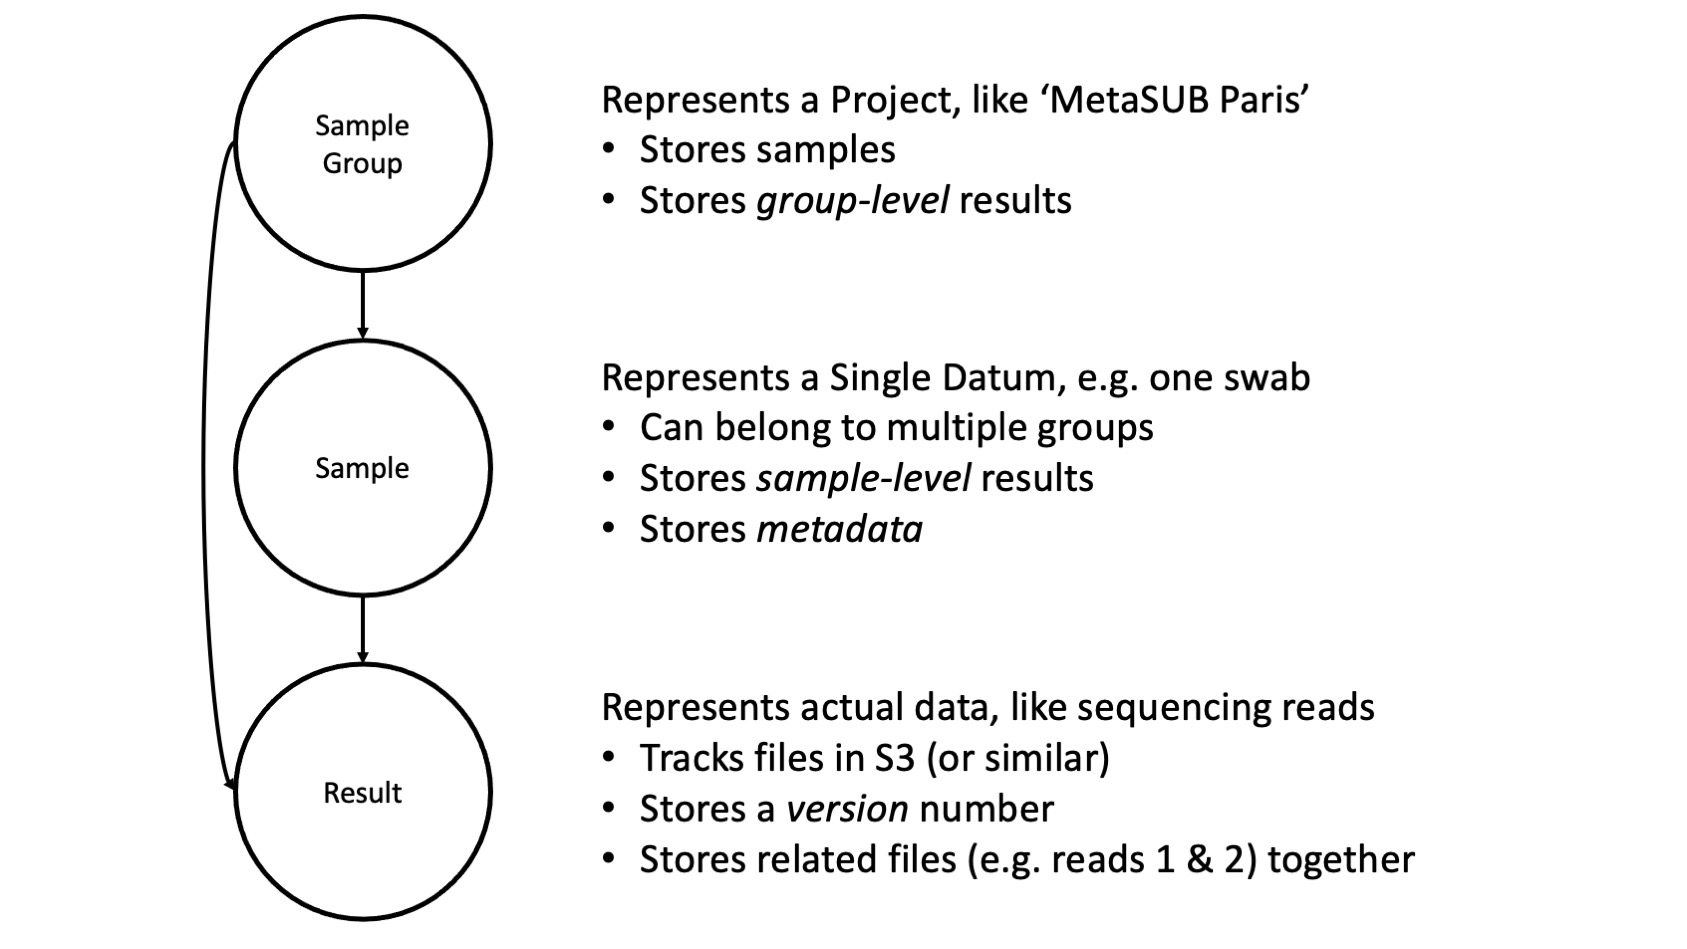 Sample
Group
Represents a Project, like ‘MetaSUB Paris’
• Stores samples
• Stores group-level results
Sample
Represents a Single Datum, e.g. one swab
• Can belong to multiple groups
• Stores sample-level results
• Stores metadata
Result
Represents actual data, like sequencing reads
• Tracks files in S3 (or similar)
• Stores a version number
• Stores related files (e.g. reads 1 & 2) together